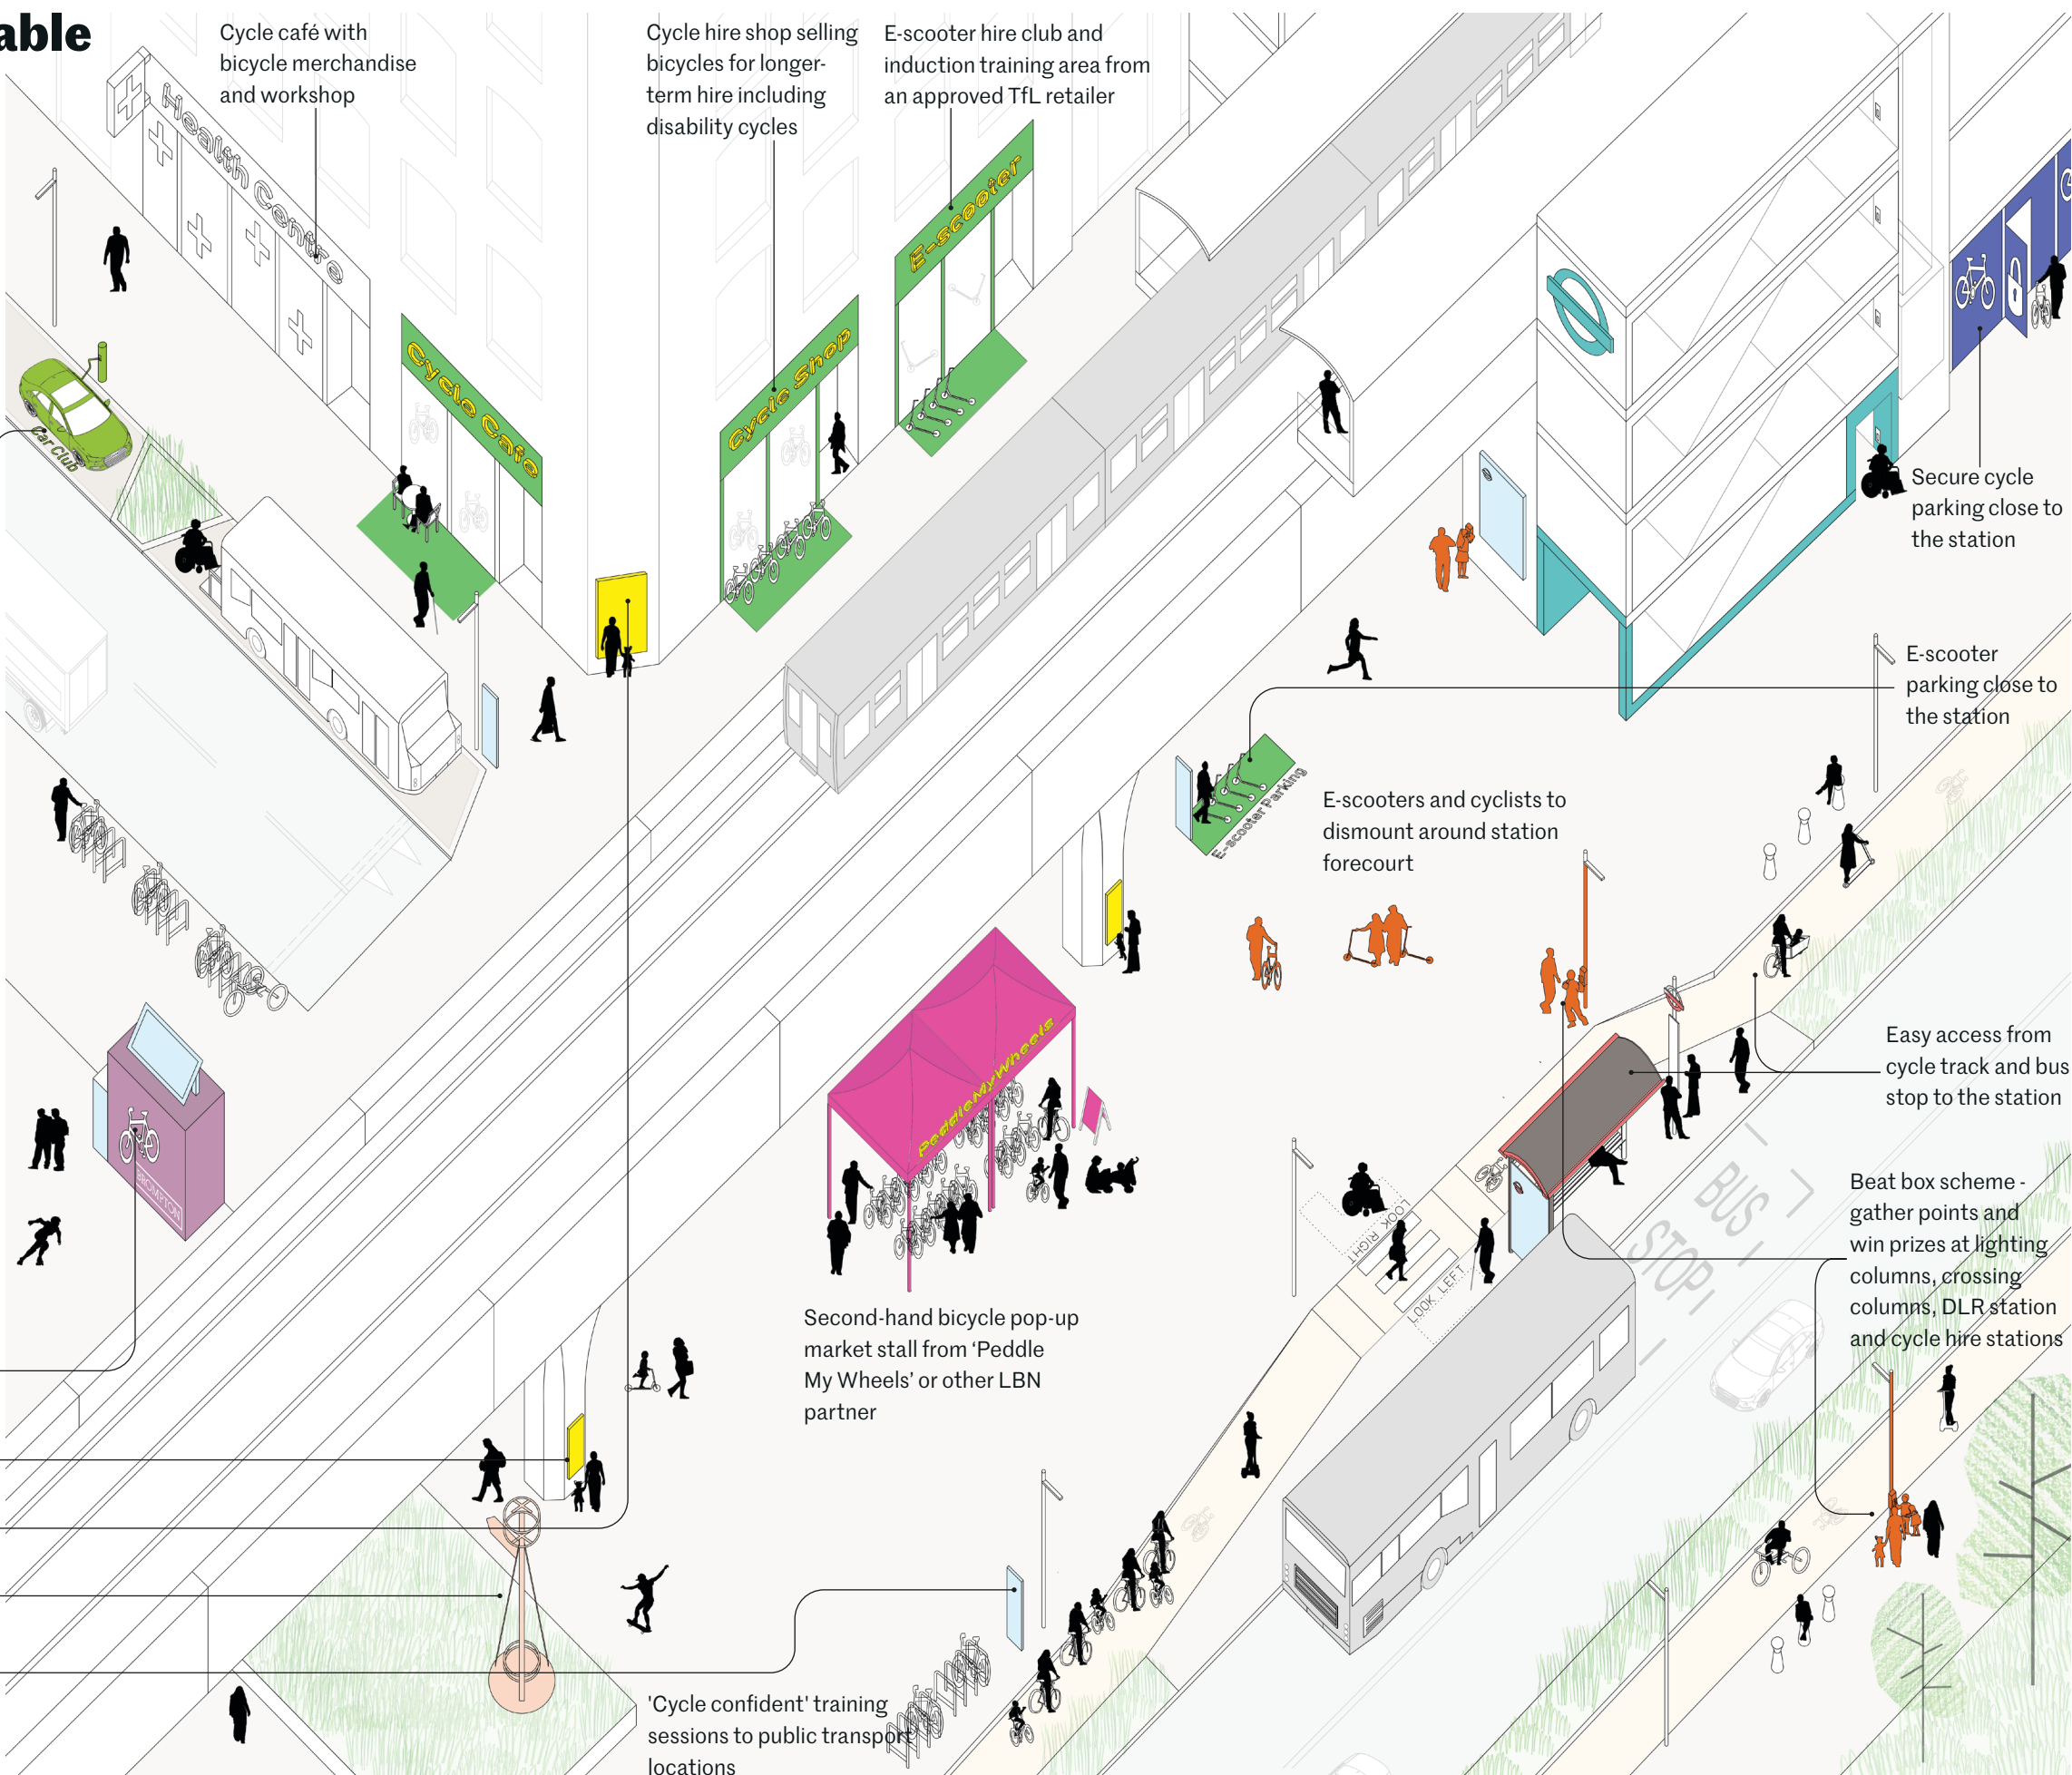 able
Cycle café with
bicycle merchandise
and workshop
Cycle hire shop selling
bicycles for longer-
term hire including
disability cycles
E-scooter hire club and
induction training area from
an approved TfL retailer
Health Centre
E-scooter
Cycle Cafe
Cycle Shop
Car Club
Secure cycle
parking close to
the station
E-scooter
parking close to
the station
E-scooter Parking
E-scooters and cyclists to
dismount around station
forecourt
PeddleMyWheels
Easy access from
cycle track and bus
stop to the station
BROMPTON
LOOK
RIGHT
LOOK LEFT
BUS
STOP
Beat box scheme -
gather points and
win prizes at lighting
columns, crossing
columns, DLR station
and cycle hire stations
Second-hand bicycle pop-up
market stall from ‘Peddle
My Wheels’ or other LBN
partner
'Cycle confident' training
sessions to public transport
locations